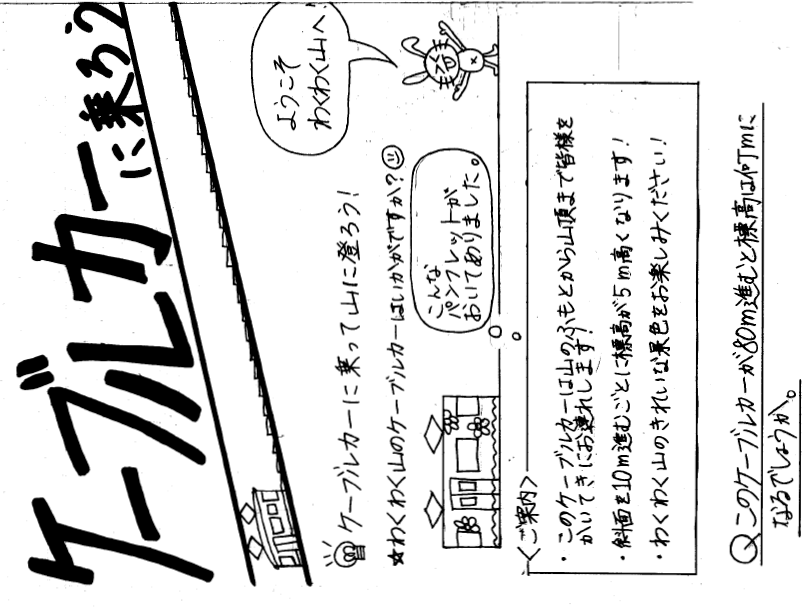 ケーブルカーに乗ろう
ようこそ
わくわく山へ
ケーブルカーに乗って山に登ろう!
☆わくわく山のケーブルカーはいかがですか?
こんな
パンフレットが
おいてありました。
<ご案内>
・このケーブルカーは山のふもとから山頂まで皆様を
かいてきにお連れします!
・斜面を10m進むごとに標高が5m高くなります!
・わくわく山のきれいな景色をお楽しみください!
Qこのケーブルカーが80m進むと標高は何mに
なるでしょうか。